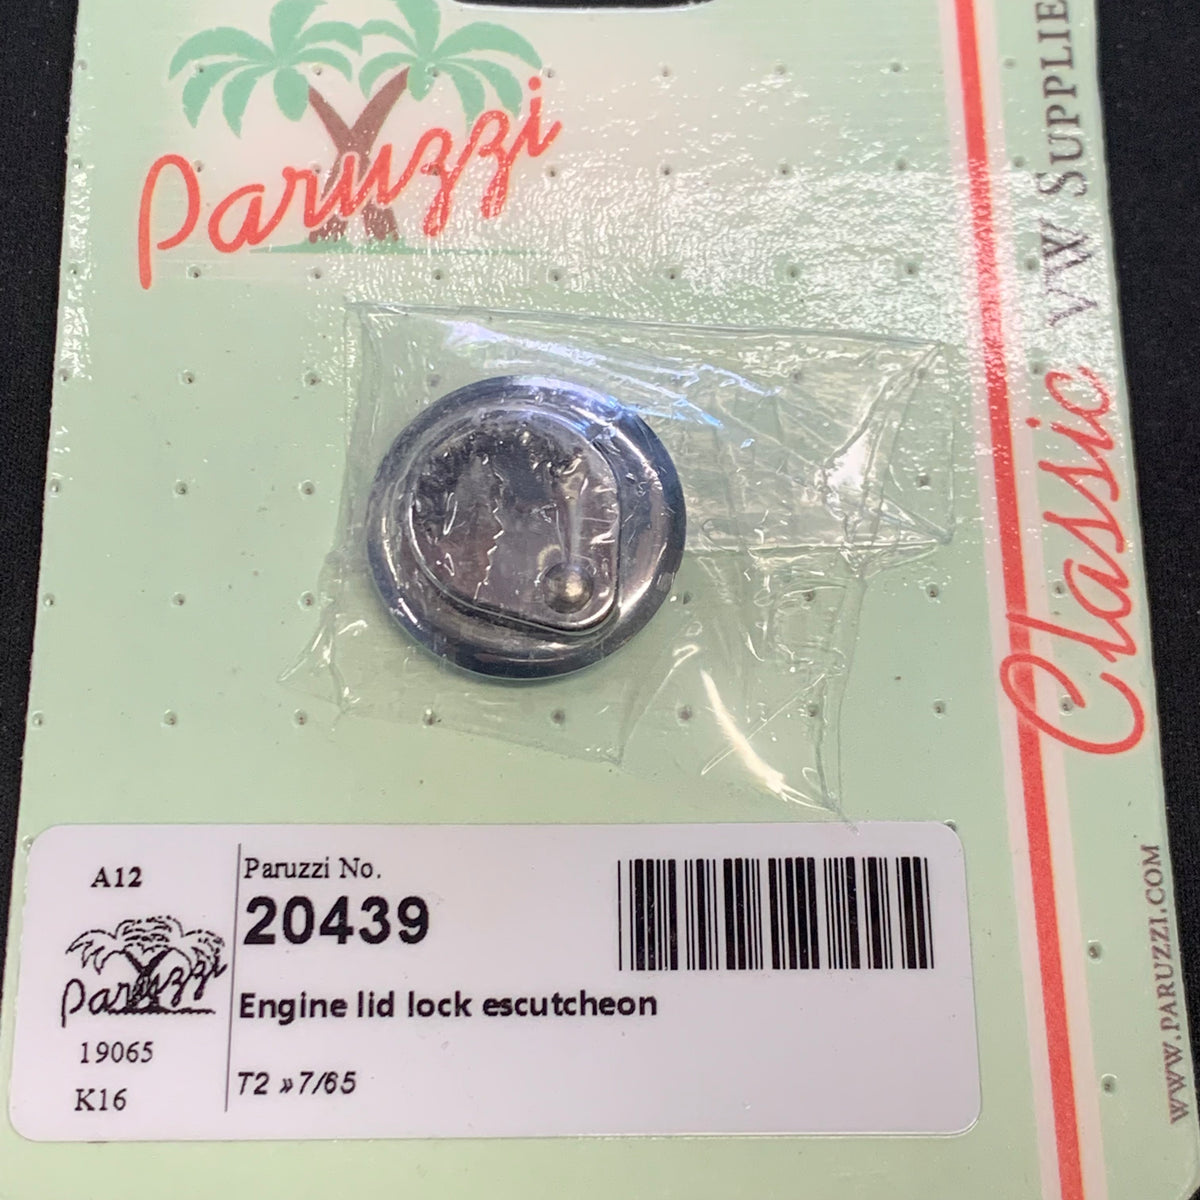 Paruzzi
Classic VW SUPPLIE
WWW.PARUZZI.COM
A12
Paruzzi
19065
K16
Paruzzi No.
20439
Engine lid lock escutcheon
T2 »7/65